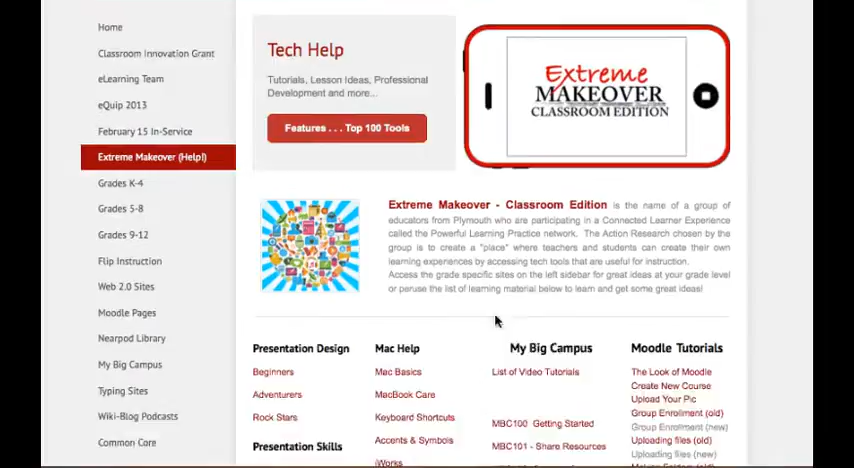 Home
Classroom Innovation Grant
eLearning Team
eQuip 2013
February 15 In-Service
Extreme Makeover (Help!)
Grades K-4
Grades 5-8
Grades 9-12
Flip Instruction
Web 2.0 Sites
Moodle Pages
Nearpod Library
My Big Campus
Typing Sites
Wiki-Blog Podcasts
Common Core
Tech Help
Tutorials, Lesson Ideas, Professional
Development and more...
Features . . . Top 100 Tools
Extreme
MAKEOVER
CLASSROOM EDITION
Extreme Makeover - Classroom Edition is the name of a group of
educators from Plymouth who are participating in a Connected Learner Experience
called the Powerful Learning Practice network. The Action Research chosen by the
group is to create a "place" where teachers and students can create their own
learning experiences by accessing tech tools that are useful for instruction.
Access the grade specific sites on the left sidebar for great ideas at your grade level
or peruse the list of learning material below to learn and get some great ideas!
Presentation Design
Beginners
Adventurers
Rock Stars
Presentation Skills
Mac Help
Mac Basics
MacBook Care
Keyboard Shortcuts
Accents & Symbols
iWorks
My Big Campus
List of Video Tutorials
MBC100 Getting Started
MBC101 - Share Resources
Moodle Tutorials
The Look of Moodle
Create New Course
Upload Your Pic
Group Enrollment (old)
Group Enrollment (new)
Uploading files (old)
Uploading files (new)